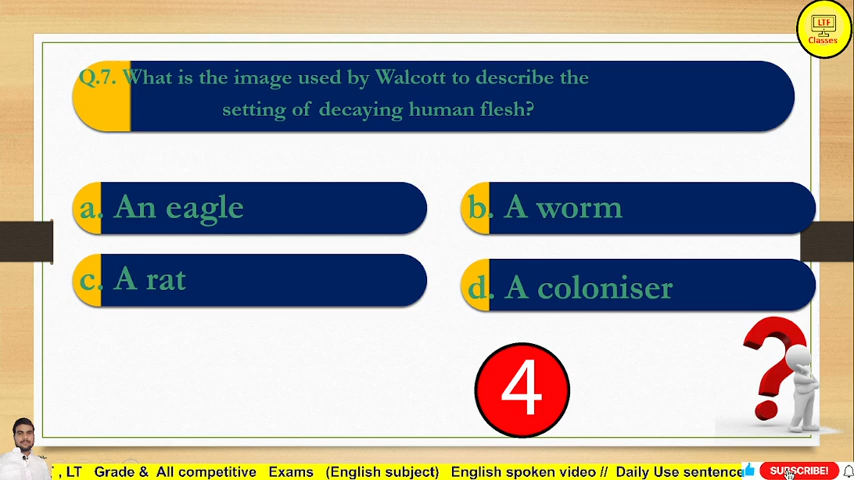 LTF
Classes
Q.7. What is the image used by Walcott to describe the
setting of decaying human flesh?
a. An eagle
b. A worm
c. A rat
d. A coloniser
4
, LT Grade & All competitive Exams (English subject) English spoken video // Daily Use sentence
SUBSCRIBE!